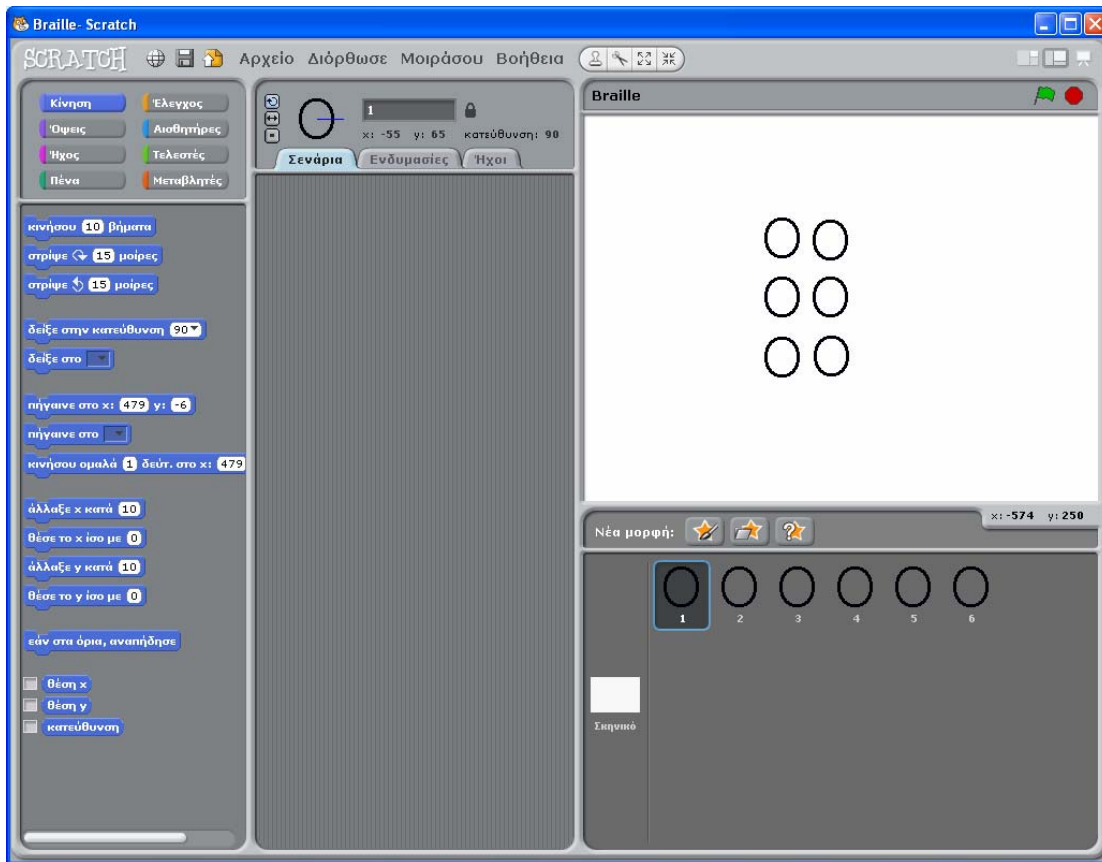 Braille- Scratch
SCRATCH Αρχείο Διόρθωσε Μοιράσου Βοήθεια
Κίνηση Έλεγχος
Όψεις Αισθητήρες
Ήχος Τελεστές
Πένα Μεταβλητές
κινήσου 10 βήματα
στρίψε 15 μοίρες
στρίψε 15 μοίρες
δείξε στην κατεύθυνση 90
δείξε στο
πήγαινε στο x: 479 y: -6
πήγαινε στο
κινήσου ομαλά 1 δεύτ. στο x: 479
άλλαξε x κατά 10
θέσε το x ίσο με 0
άλλαξε y κατά 10
θέσε το y ίσο με 0
εάν στα όρια, αναπήδησε
θέση x
θέση y
κατεύθυνση
1
x: -55 y: 65 κατεύθυνση: 90
Σενάρια Ενδυμασίες Ήχοι
Braille
x: -574 y: 250
Νέα μορφή:
1 2 3 4 5 6
Σκηνικό